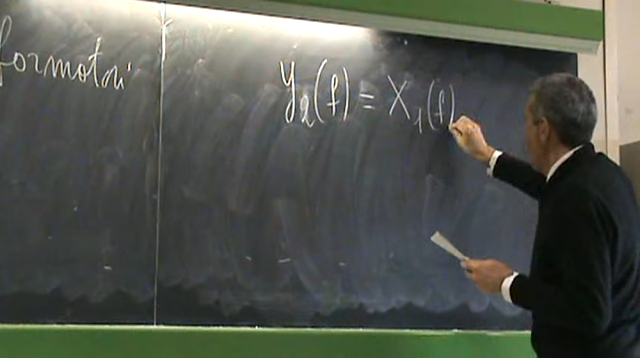 formatori
Y₂(f) = X₁(f)